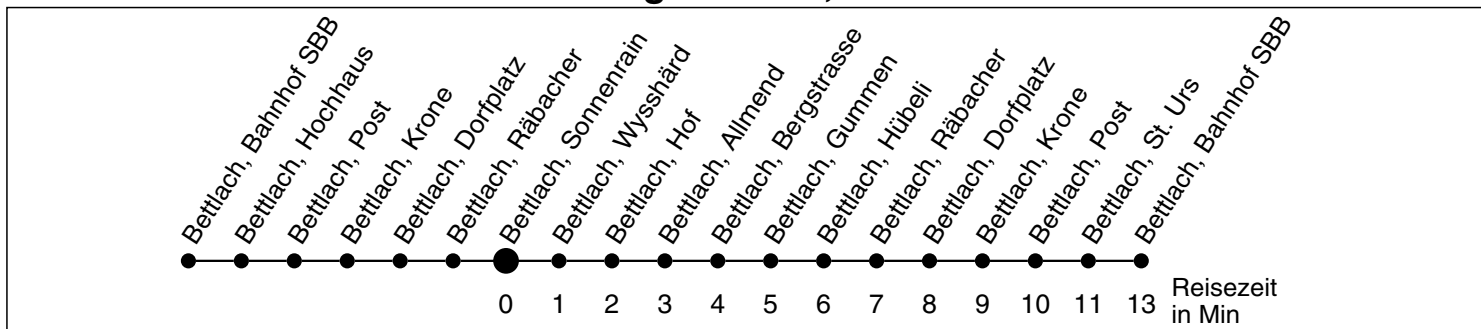 Bettlach, Bahnhof SBB
Bettlach, Hochhaus
Bettlach, Post
Bettlach, Krone
Bettlach, Dorfplatz
Bettlach, Räbacher
Bettlach, Sonnenrain
Bettlach, Wysshärd
Bettlach, Hof
Bettlach, Allmend
Bettlach, Bergstrasse
Bettlach, Gummen
Bettlach, Hübeli
Bettlach, Räbacher
Bettlach, Dorfplatz
Bettlach, Krone
Bettlach, Post
Bettlach, St. Urs
Bettlach, Bahnhof SBB
0 1 2 3 4 5 6 7 8 9 10 11 13 Reisezeit
in Min